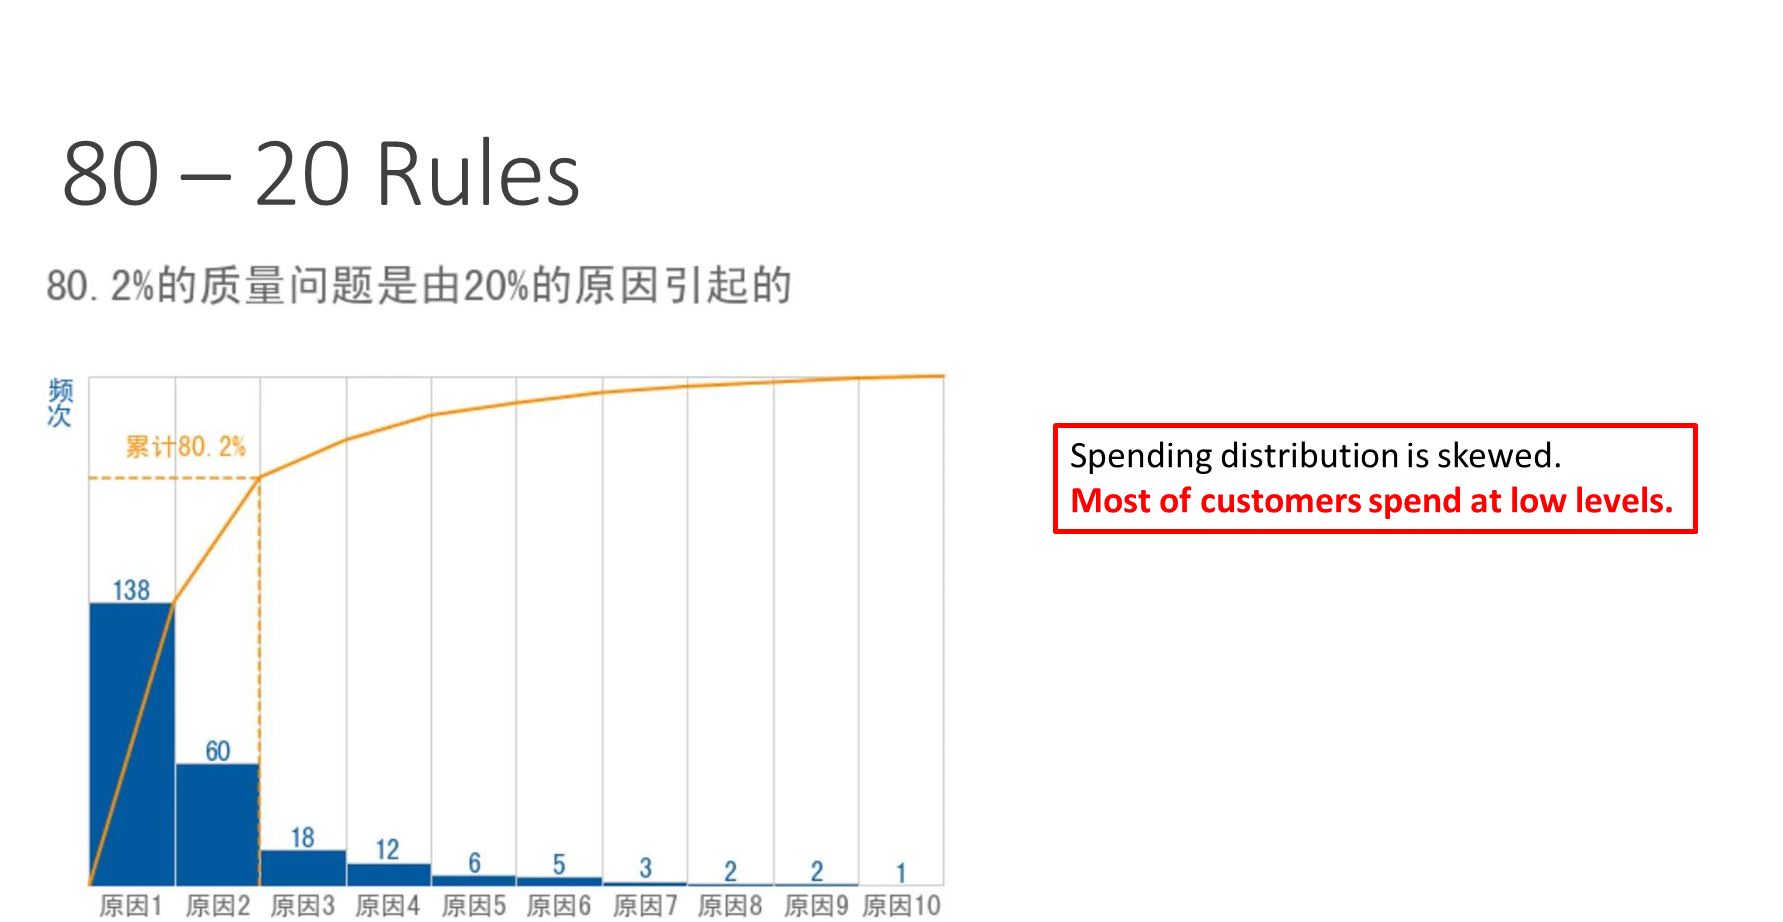 80 – 20 Rules
80.2%的质量问题是由20%的原因引起的
频次
累计80.2%
138
60
18
12
6
5
3
2
2
1
原因1 原因2 原因3 原因4 原因5 原因6 原因7 原因8 原因9 原因10
Spending distribution is skewed.
Most of customers spend at low levels.